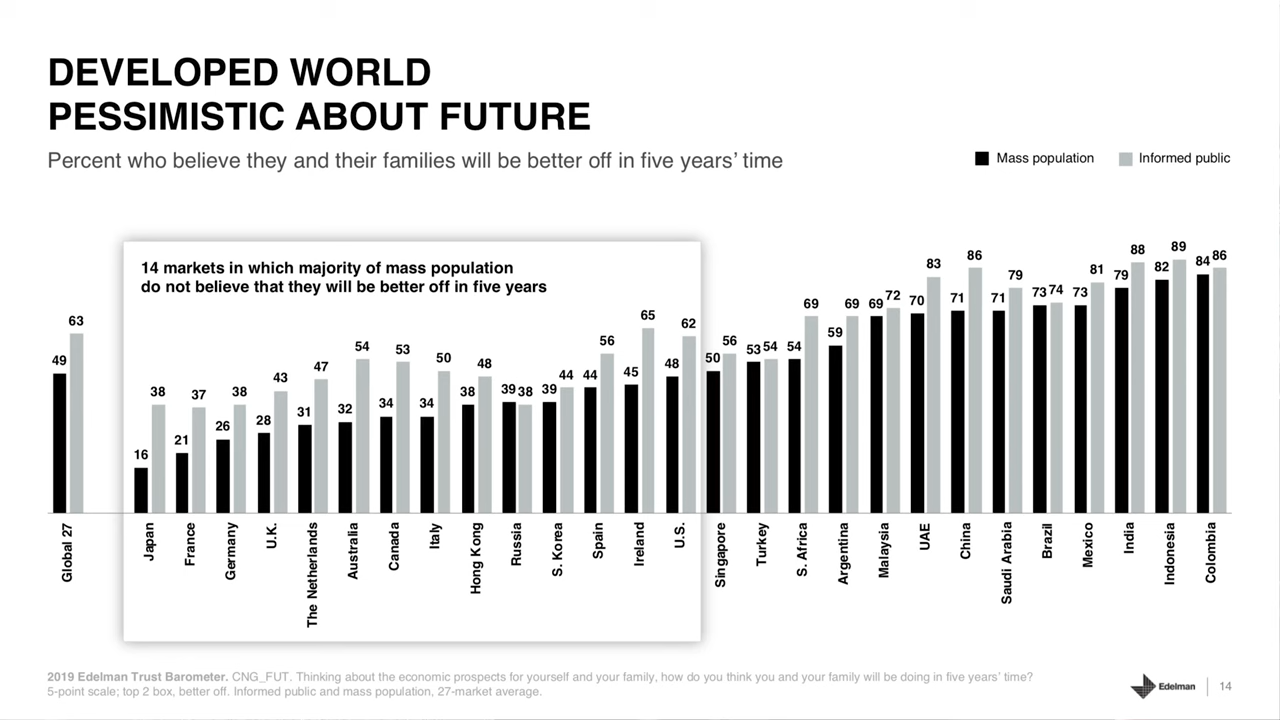 DEVELOPED WORLD
PESSIMISTIC ABOUT FUTURE
Percent who believe they and their families will be better off in five years’ time
Mass population
Informed public
14 markets in which majority of mass population
do not believe that they will be better off in five years
49 63
16 38
21 37
26 38
28 43
31 47
32 54
34 53
34 50
38 48
39 38
39 44
44 56
45 65
48 62
50 56
53 54
54 69
59 69
69 72
70 83
71 86
71 79
73 74
73 81
79 88
82 89
84 86
Global 27
Japan
France
Germany
U.K.
The Netherlands
Australia
Canada
Italy
Hong Kong
Russia
S. Korea
Spain
Ireland
U.S.
Singapore
Turkey
S. Africa
Argentina
Malaysia
UAE
China
Saudi Arabia
Brazil
Mexico
India
Indonesia
Colombia
2019 Edelman Trust Barometer. CNG_FUT. Thinking about the economic prospects for yourself and your family, how do you think you and your family will be doing in five years’ time?
5-point scale; top 2 box, better off. Informed public and mass population, 27-market average.
Edelman
14